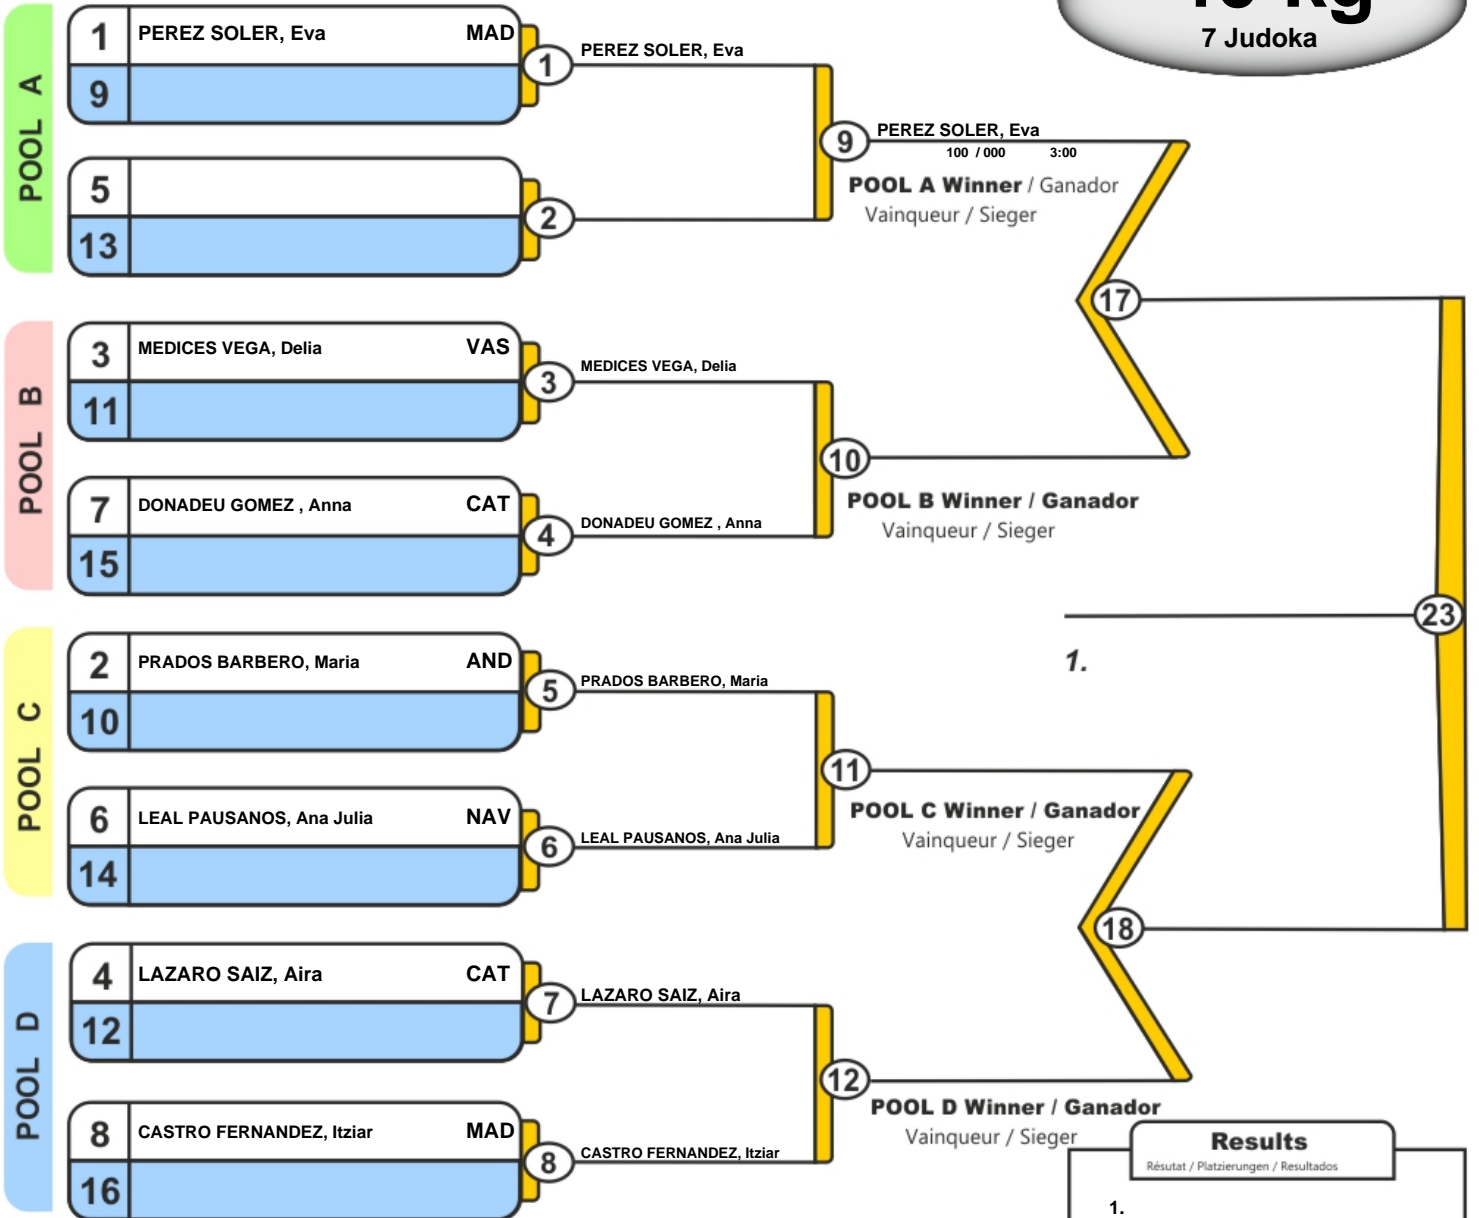 kg
7 Judoka
POOL A
1 PEREZ SOLER, Eva MAD
9
1 PEREZ SOLER, Eva
5
13
2
9 PEREZ SOLER, Eva
100 / 000 3:00
POOL A Winner / Ganador
Vainqueur / Sieger
17
POOL B
3 MEDICES VEGA, Delia VAS
11
3 MEDICES VEGA, Delia
7 DONADEU GOMEZ , Anna CAT
15
4 DONADEU GOMEZ , Anna
10
POOL B Winner / Ganador
Vainqueur / Sieger
23
1.
POOL C
2 PRADOS BARBERO, Maria AND
10
5 PRADOS BARBERO, Maria
6 LEAL PAUSANOS, Ana Julia NAV
14
6 LEAL PAUSANOS, Ana Julia
11
POOL C Winner / Ganador
Vainqueur / Sieger
18
POOL D
4 LAZARO SAIZ, Aira CAT
12
7 LAZARO SAIZ, Aira
8 CASTRO FERNANDEZ, Itziar MAD
16
8 CASTRO FERNANDEZ, Itziar
12
POOL D Winner / Ganador
Vainqueur / Sieger
Results
Résutat / Platzierungen / Resultados
1.